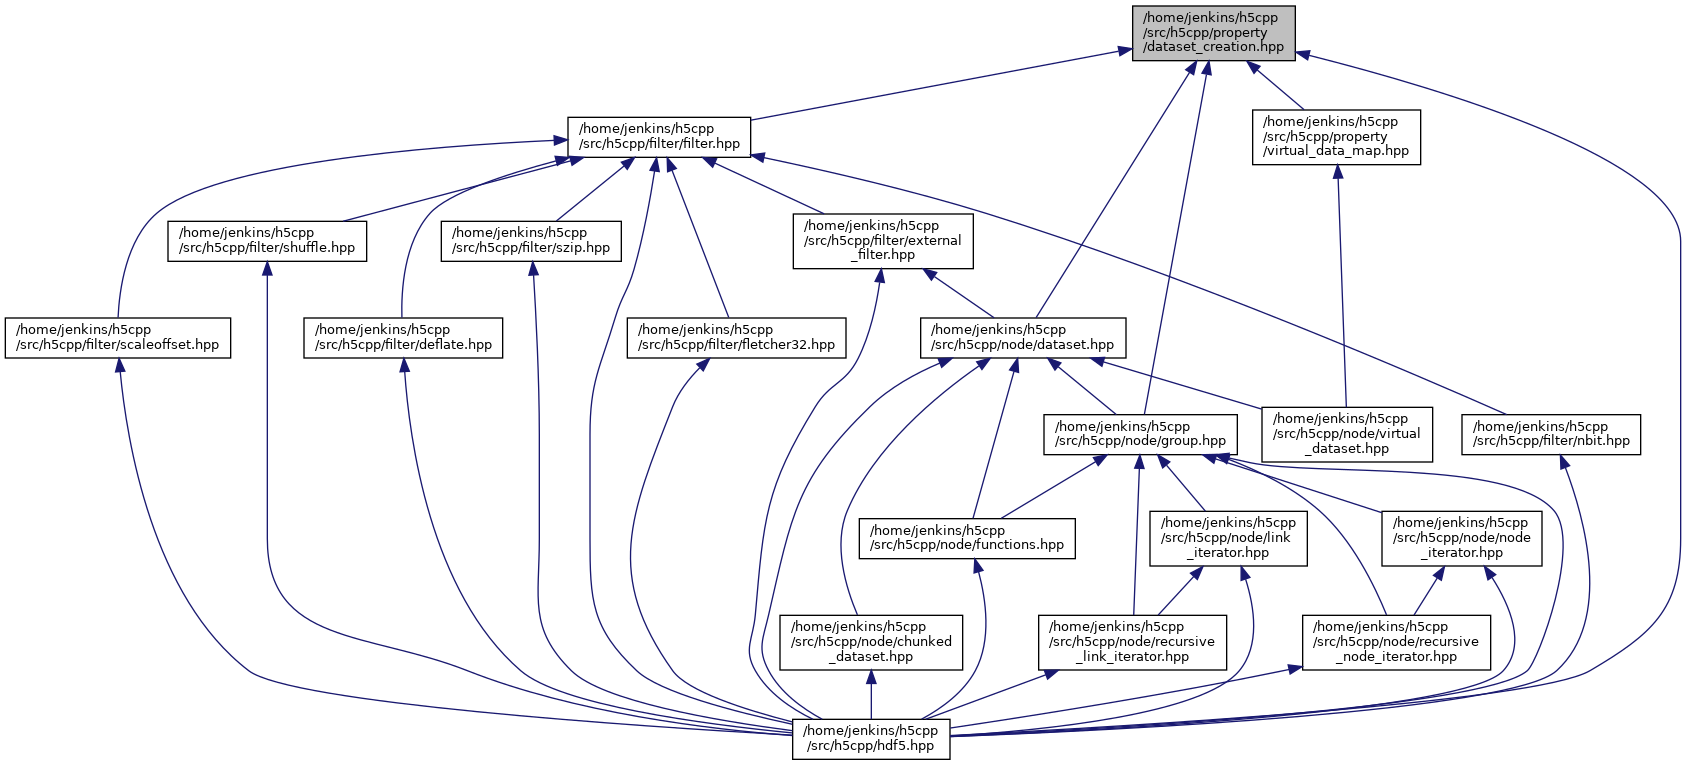 /home/jenkins/h5cpp
/src/h5cpp/property
/dataset_creation.hpp
/home/jenkins/h5cpp
/src/h5cpp/filter/filter.hpp
/home/jenkins/h5cpp
/src/h5cpp/property
/virtual_data_map.hpp
/home/jenkins/h5cpp
/src/h5cpp/filter/shuffle.hpp
/home/jenkins/h5cpp
/src/h5cpp/filter/szip.hpp
/home/jenkins/h5cpp
/src/h5cpp/filter/external
_filter.hpp
/home/jenkins/h5cpp
/src/h5cpp/filter/scaleoffset.hpp
/home/jenkins/h5cpp
/src/h5cpp/filter/deflate.hpp
/home/jenkins/h5cpp
/src/h5cpp/filter/fletcher32.hpp
/home/jenkins/h5cpp
/src/h5cpp/node/dataset.hpp
/home/jenkins/h5cpp
/src/h5cpp/node/group.hpp
/home/jenkins/h5cpp
/src/h5cpp/node/virtual
_dataset.hpp
/home/jenkins/h5cpp
/src/h5cpp/filter/nbit.hpp
/home/jenkins/h5cpp
/src/h5cpp/node/functions.hpp
/home/jenkins/h5cpp
/src/h5cpp/node/link
_iterator.hpp
/home/jenkins/h5cpp
/src/h5cpp/node/node
_iterator.hpp
/home/jenkins/h5cpp
/src/h5cpp/node/chunked
_dataset.hpp
/home/jenkins/h5cpp
/src/h5cpp/node/recursive
_link_iterator.hpp
/home/jenkins/h5cpp
/src/h5cpp/node/recursive
_node_iterator.hpp
/home/jenkins/h5cpp
/src/h5cpp/hdf5.hpp